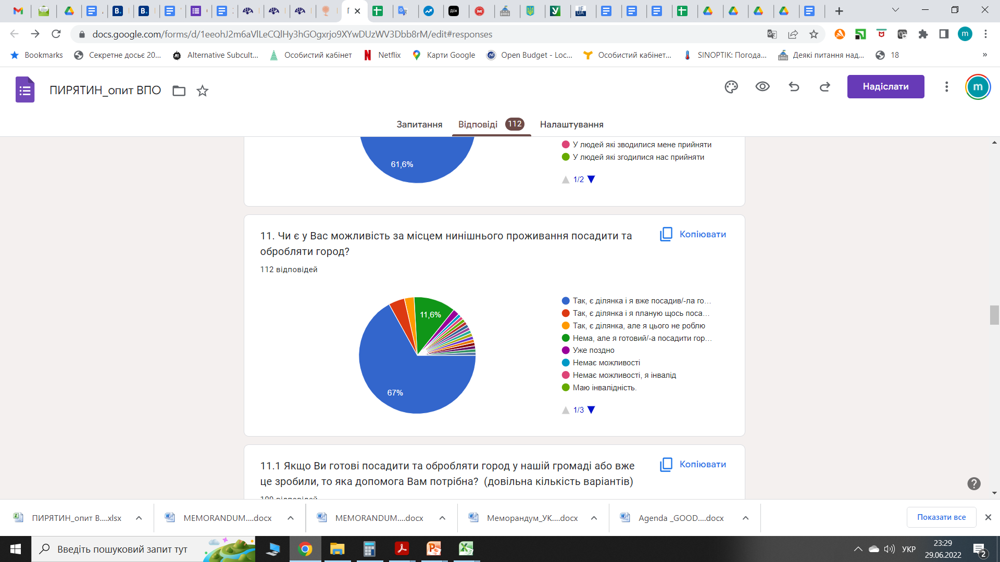 docs.google.com/forms/d/1eeohJ2m6aVlLeCQlHy3hGOgxrjo9XYwDUzWV3Dbb8rM/edit#responses
Bookmarks
Секретне досьє 20...
Alternative Subcult...
Особистий кабінет
Netflix
Карти Google
Open Budget - Loc...
Особистий кабінет...
SINOPTIK: Погода...
Деякі питання над...
18
»
ПИРЯТИН_опит ВПО
Надіслати
m
Запитання
Відповіді 112
Налаштування
У людей які зводилися мене прийняти
У людей які згодилися нас прийняти
61,6%
1/2
11. Чи є у Вас можливість за місцем нинішнього проживання посадити та
обробляти город?
Копіювати
112 відповідей
Так, є ділянка і я вже посадив/-ла го...
Так, є ділянка і я планую щось поса...
Так, є ділянка, але я цього не роблю
Нема, але я готовий/-а посадити гор...
Уже поздно
Немає можливості
Немає можливості, я інвалід
Маю інвалідність.
11,6%
67%
1/3
11.1 Якщо Ви готові посадити та обробляти город у нашій громаді або вже
це зробили, то яка допомога Вам потрібна? (довільна кількість варіантів)
Копіювати
ПИРЯТИН_опит В....xlsx
MEMORANDUM....docx
MEMORANDUM....docx
Меморандум_УК....docx
Agenda _GOOD....docx
Показати все
Введіть пошуковий запит тут
УКР
23:29
29.06.2022
2